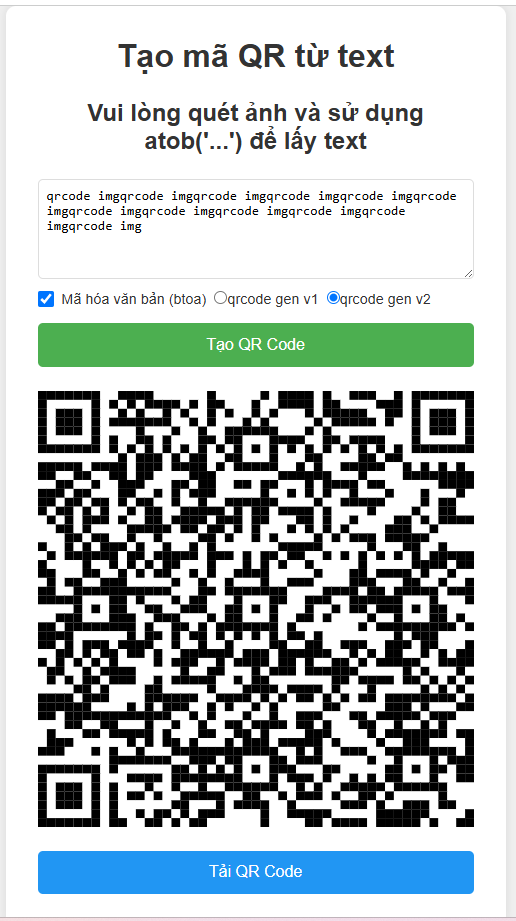 Tạo mã QR từ text
Vui lòng quét ảnh và sử dụng
atob('...') để lấy text
qrcode imgqrcode imgqrcode imgqrcode imgqrcode imgqrcode
imgqrcode imgqrcode imgqrcode imgqrcode imgqrcode
imgqrcode img
Mã hóa văn bản (btoa) qrcode gen v1 qrcode gen v2
Tạo QR Code
Tải QR Code